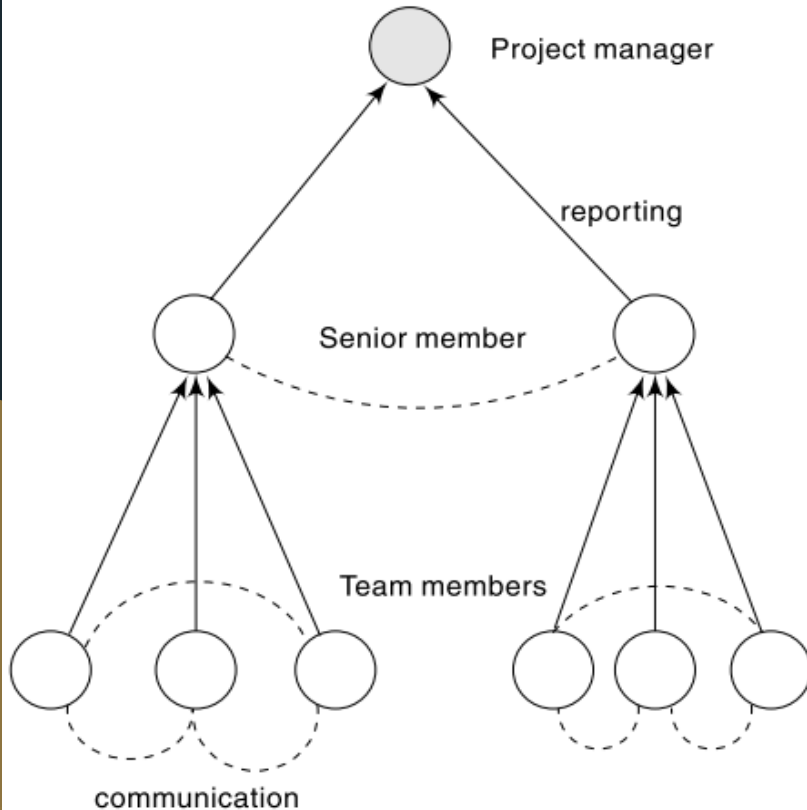 Project manager
reporting
Senior member
Team members
communication